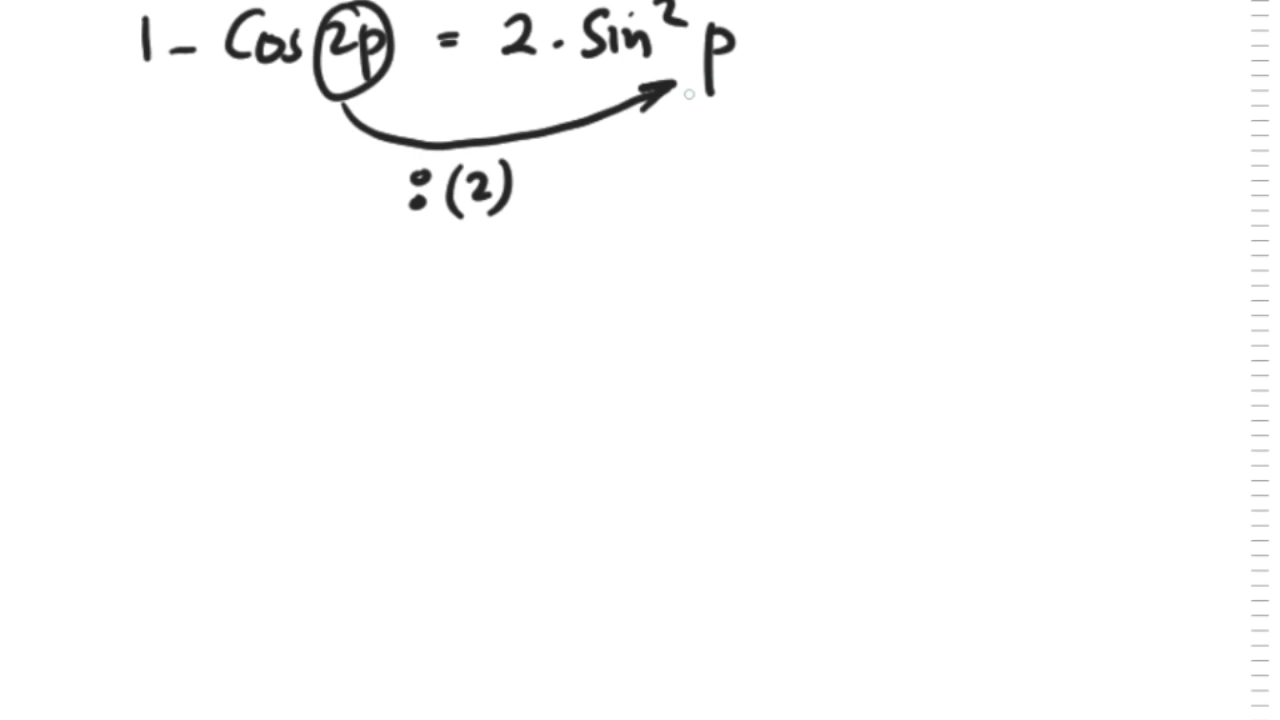 1 - Cos 2p = 2 . Sin² p
: (2)